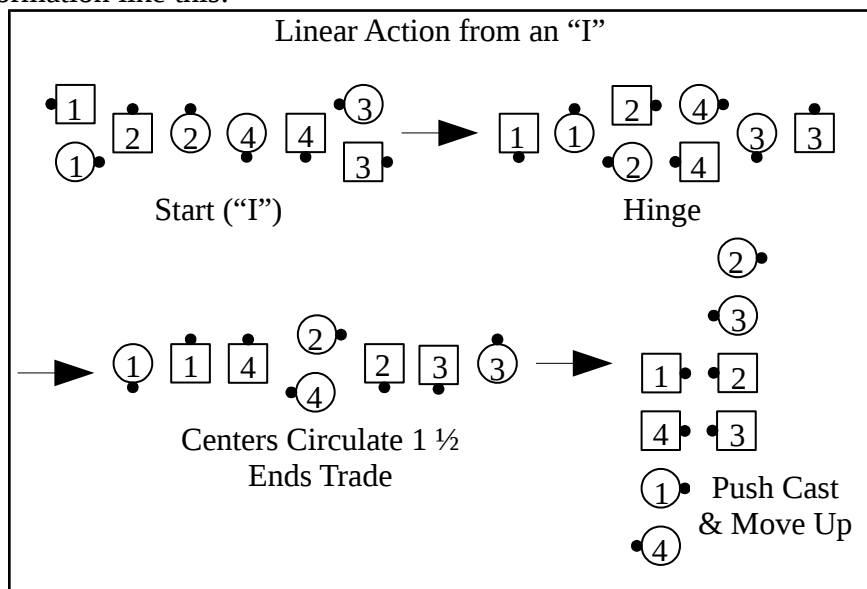 ormation like this:
Linear Action from an “I”
1 3 2 4
2 2 4 4 1 1 3 3
1 3 2 4
Start (“I”)
Hinge
2
1 1 4 2 3 3
4
Centers Circulate 1 ½
Ends Trade
2
3
1 2
4 3
1
4
Push Cast
& Move Up